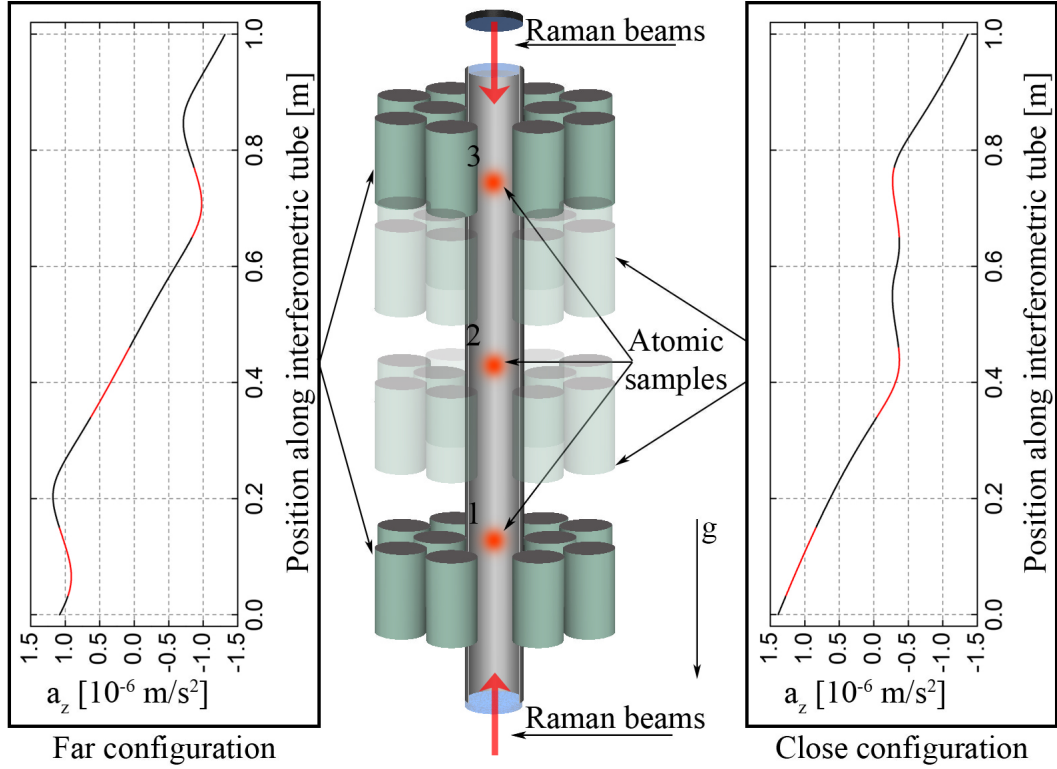 Raman beams
1.0
0.8
0.6
0.4
0.2
0.0
Position along interferometric tube [m]
1.5
1.0
0.5
0.0
-0.5
-1.0
-1.5
a_z [10^-6 m/s^2]
Far configuration
3
2
1
Atomic
samples
g
Raman beams
1.0
0.8
0.6
0.4
0.2
0.0
Position along interferometric tube [m]
1.5
1.0
0.5
0.0
-0.5
-1.0
-1.5
a_z [10^-6 m/s^2]
Close configuration